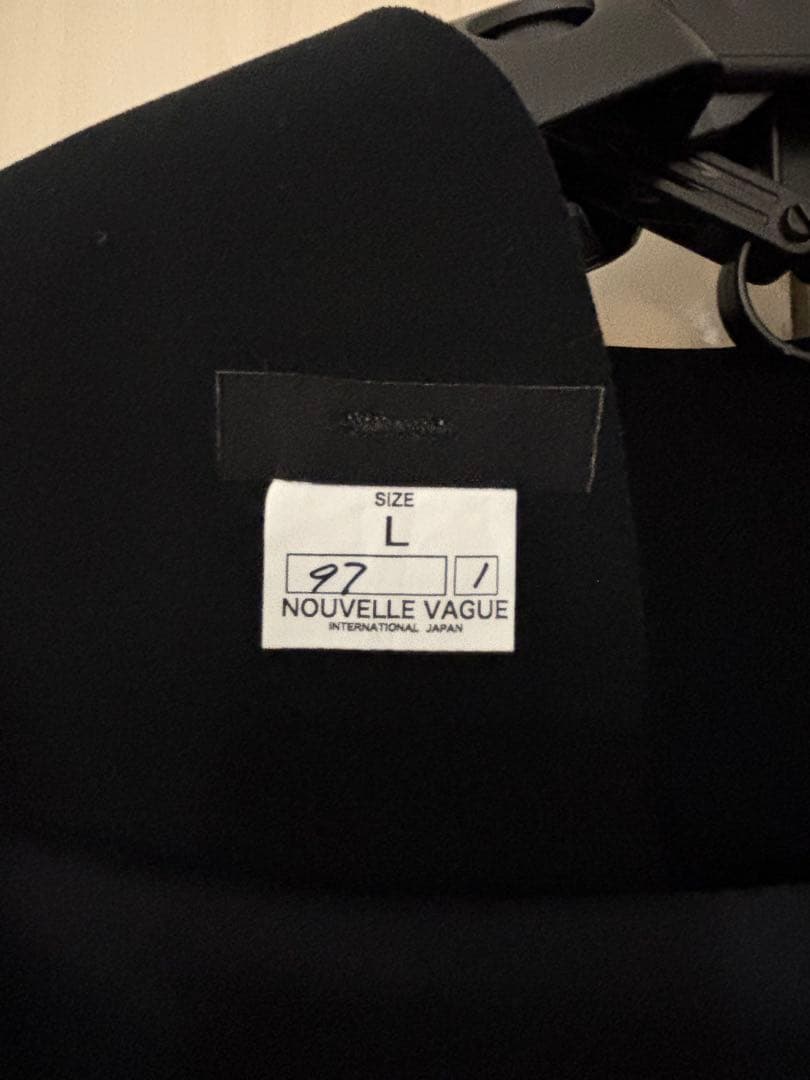 SIZE
L
97 1
NOUVELLE VAGUE
INTERNATIONAL JAPAN